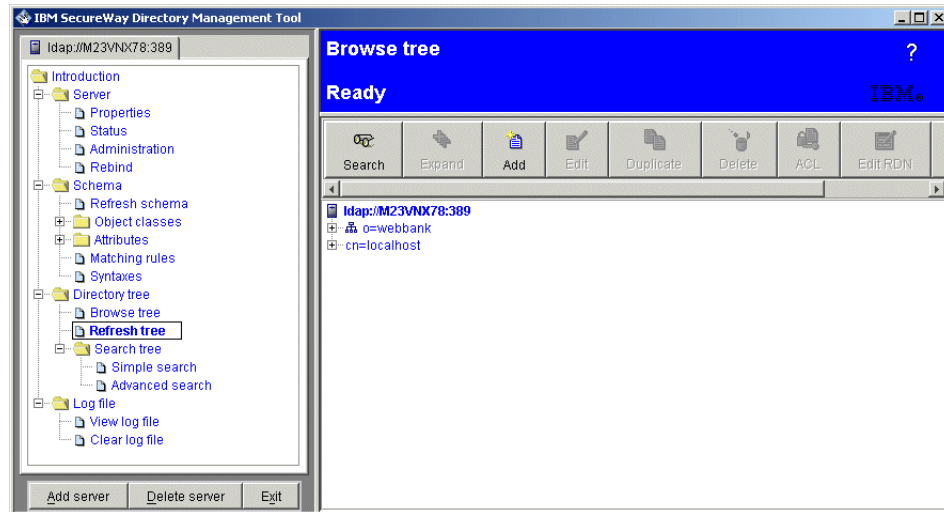 IBM SecureWay Directory Management Tool
ldap://M23VNX78:389
Introduction
Server
Properties
Status
Administration
Rebind
Schema
Refresh schema
Object classes
Attributes
Matching rules
Syntaxes
Directory tree
Browse tree
Refresh tree
Search tree
Simple search
Advanced search
Log file
View log file
Clear log file
Add server Delete server Exit
Browse tree ?
Ready IBM
Search Expand Add Edit Duplicate Delete ACL Edit RDN
ldap://M23VNX78:389
o=webbank
cn=localhost